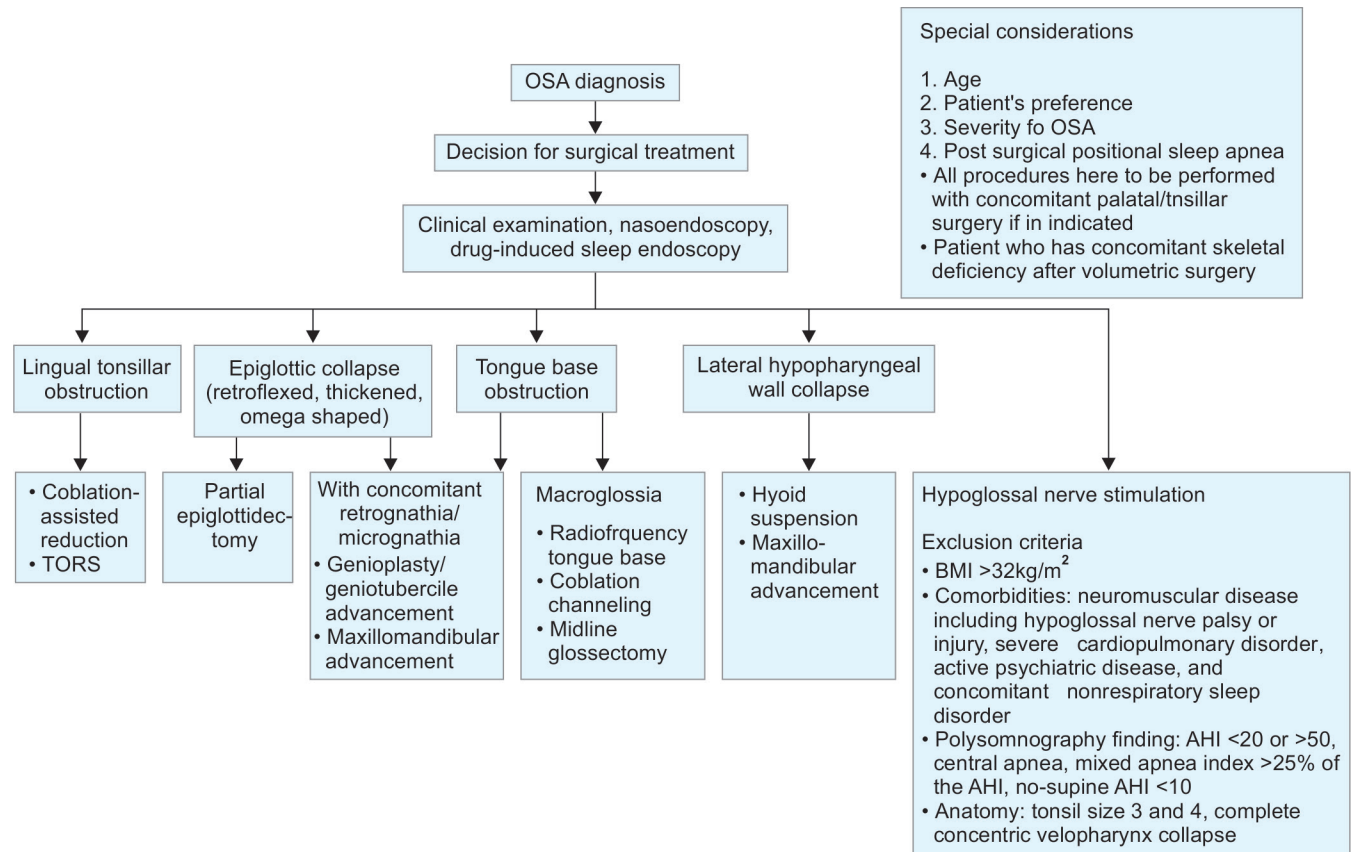 OSA diagnosis
Decision for surgical treatment
Clinical examination, nasoendoscopy,
drug-induced sleep endoscopy
Special considerations
1. Age
2. Patient's preference
3. Severity fo OSA
4. Post surgical positional sleep apnea
• All procedures here to be performed
with concomitant palatal/tnsillar
surgery if in indicated
• Patient who has concomitant skeletal
deficiency after volumetric surgery
Lingual tonsillar
obstruction
Epiglottic collapse
(retroflexed, thickened,
omega shaped)
Tongue base
obstruction
Lateral hypopharyngeal
wall collapse
• Coblation-
assisted
reduction
• TORS
Partial
epiglottidec-
tomy
With concomitant
retrognathia/
micrognathia
• Genioplasty/
geniotubercile
advancement
• Maxillomandibular
advancement
Macroglossia
• Radiofrquency
tongue base
• Coblation
channeling
• Midline
glossectomy
• Hyoid
suspension
• Maxillo-
mandibular
advancement
Hypoglossal nerve stimulation
Exclusion criteria
• BMI >32kg/m²
• Comorbidities: neuromuscular disease
including hypoglossal nerve palsy or
injury, severe cardiopulmonary disorder,
active psychiatric disease, and
concomitant nonrespiratory sleep
disorder
• Polysomnography finding: AHI <20 or >50,
central apnea, mixed apnea index >25% of
the AHI, no-supine AHI <10
• Anatomy: tonsil size 3 and 4, complete
concentric velopharynx collapse